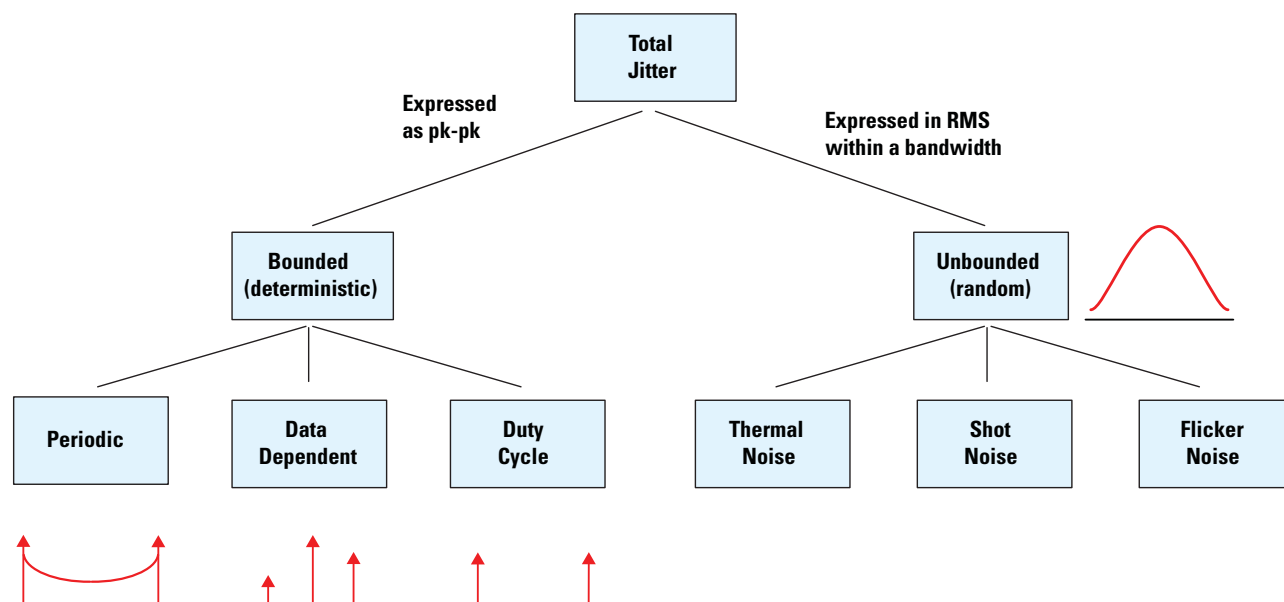 Total
Jitter
Expressed
as pk-pk
Expressed in RMS
within a bandwidth
Bounded
(deterministic)
Unbounded
(random)
Periodic
Data
Dependent
Duty
Cycle
Thermal
Noise
Shot
Noise
Flicker
Noise